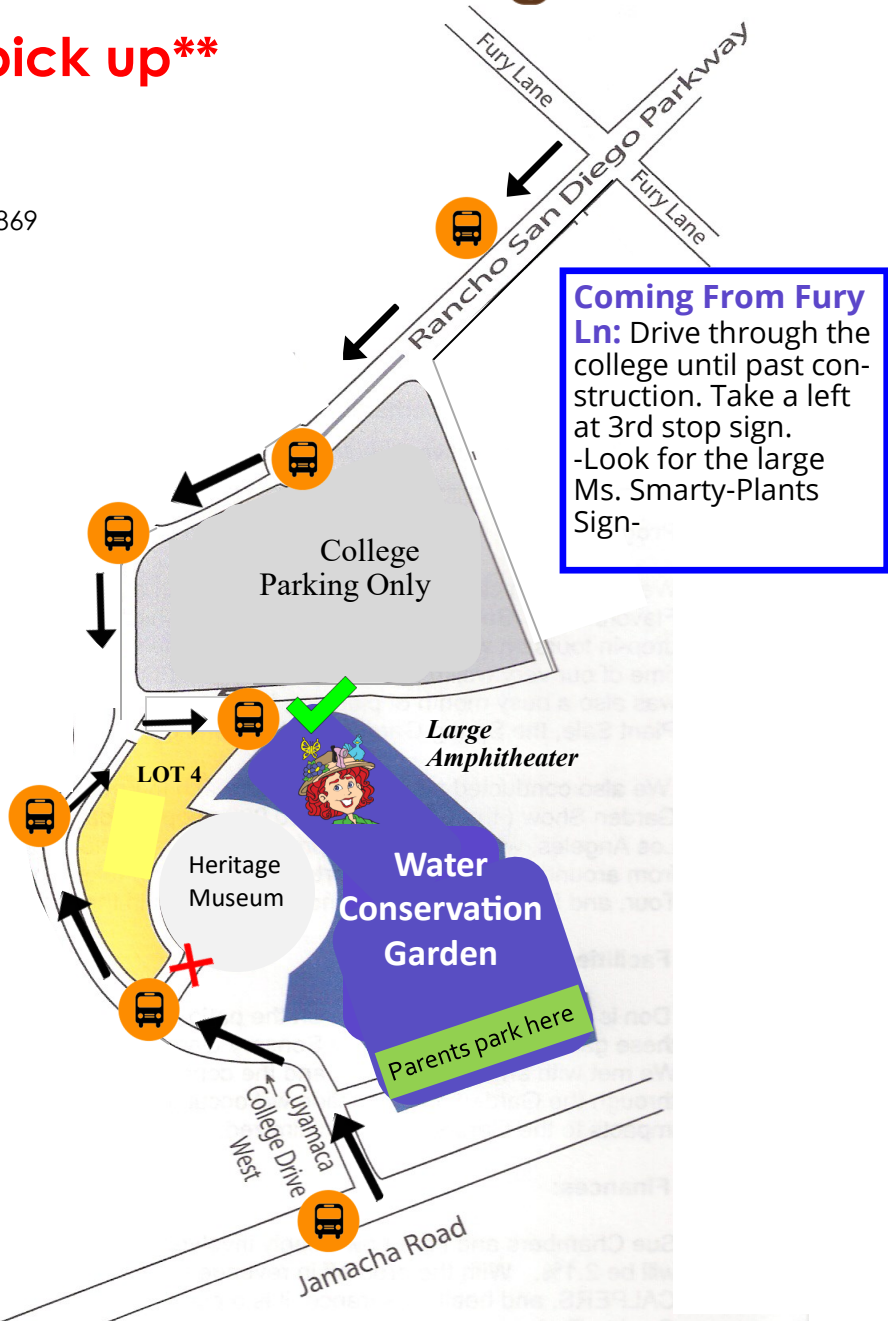 pick up**
869
Fury Lane
Rancho San Diego Parkway
Fury Lane
Coming From Fury
Ln: Drive through the
college until past con-
struction. Take a left
at 3rd stop sign.
-Look for the large
Ms. Smarty-Plants
Sign-
College
Parking Only
Large
Amphitheater
LOT 4
Heritage
Museum
Water
Conservation
Garden
Parents park here
Cuyamaca
College Drive
West
Jamacha Road